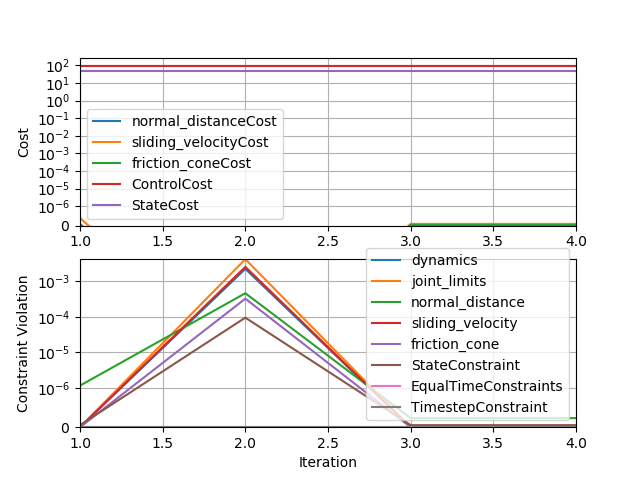 Cost
10²
10¹
10⁰
10⁻¹
10⁻²
10⁻³
10⁻⁴
10⁻⁵
10⁻⁶
0
normal_distanceCost
sliding_velocityCost
friction_coneCost
ControlCost
StateCost
1.0 1.5 2.0 2.5 3.0 3.5 4.0
Constraint Violation
10⁻³
10⁻⁴
10⁻⁵
10⁻⁶
0
dynamics
joint_limits
normal_distance
sliding_velocity
friction_cone
StateConstraint
EqualTimeConstraints
TimestepConstraint
1.0 1.5 2.0 2.5 3.0 3.5 4.0
Iteration